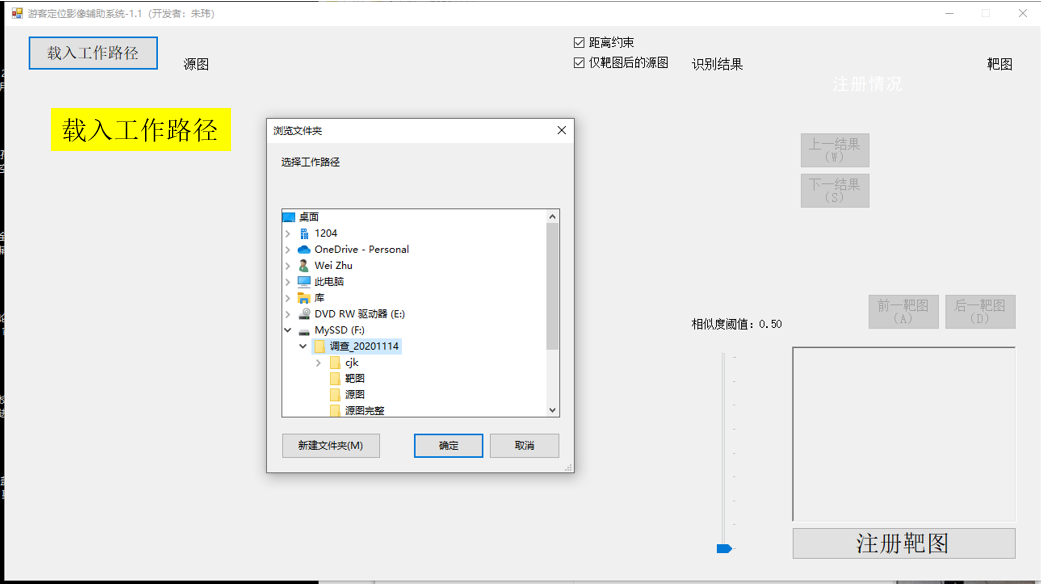 游客定位影像辅助系统-1.1（开发者：朱玮）
载入工作路径
源图
距离约束
仅靶图后的源图
识别结果
靶图
注册情况
载入工作路径
浏览文件夹
选择工作路径
桌面
1204
OneDrive - Personal
Wei Zhu
此电脑
库
DVD RW 驱动器 (E:)
MySSD (F:)
调查_20201114
cjk
靶图
源图
源图完整
新建文件夹(M)
确定
取消
上一结果
(W)
下一结果
(S)
前一靶图
(A)
后一靶图
(D)
相似度阈值：0.50
注册靶图